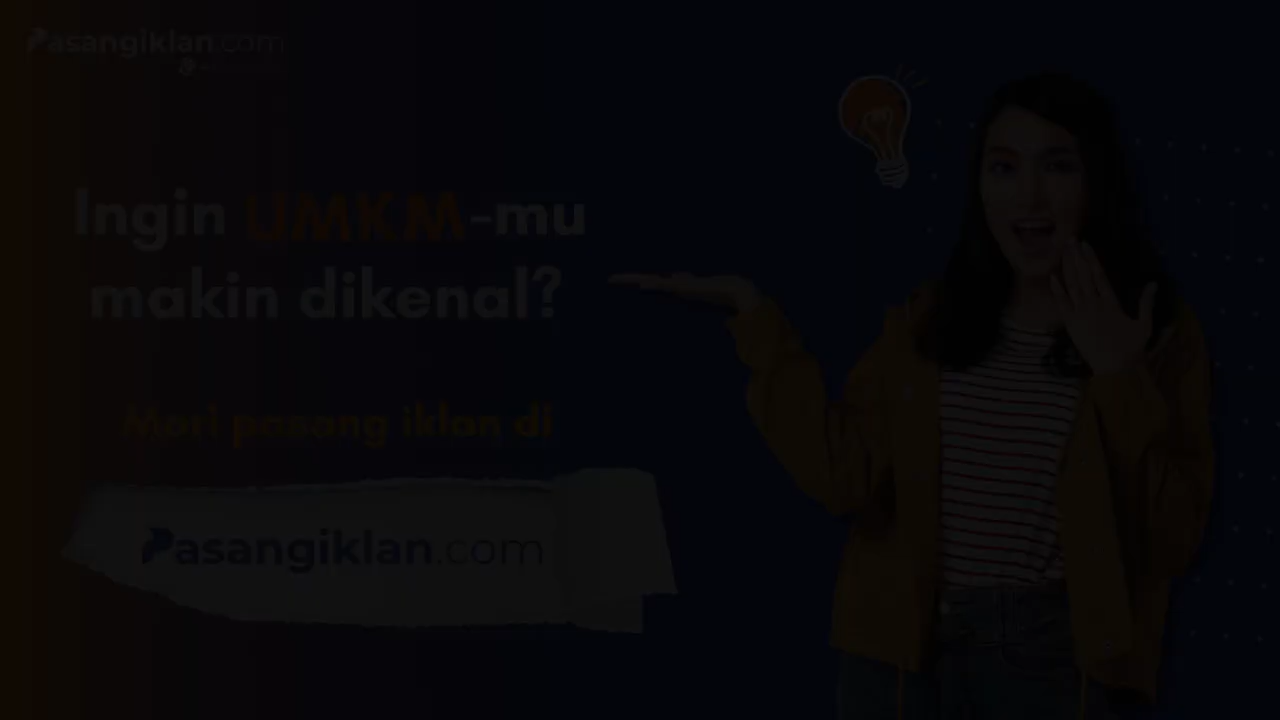 Pasangiklan.com
Ingin UMKM-mu
makin dikenal?
Mari pasang iklan di
Pasangiklan.com